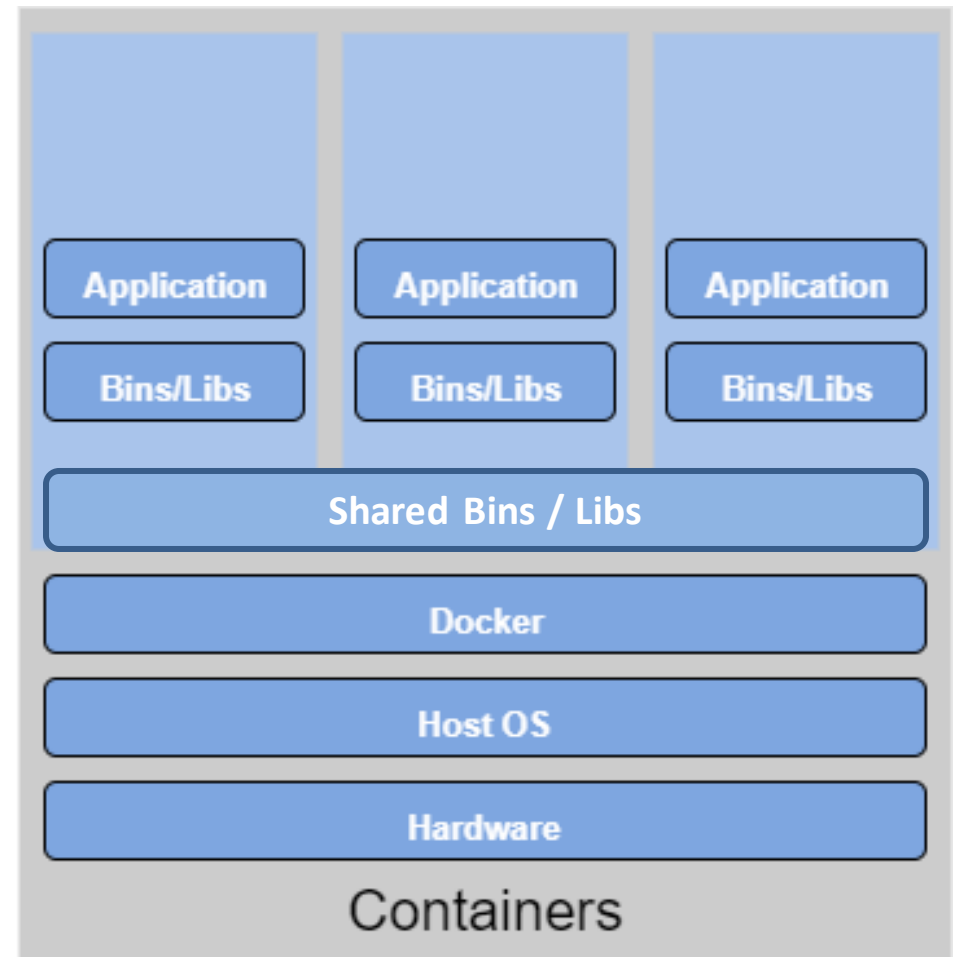 Application
Application
Application
Bins/Libs
Bins/Libs
Bins/Libs
Shared Bins / Libs
Docker
Host OS
Hardware
Containers